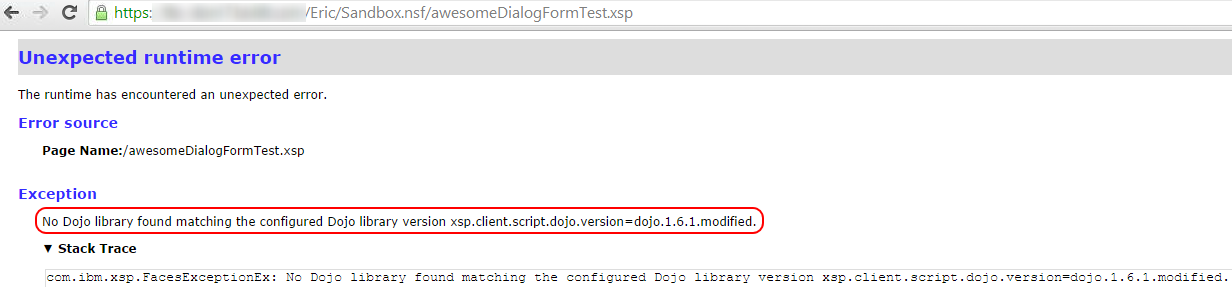 https: /Eric/Sandbox.nsf/awesomeDialogFormTest.xsp
Unexpected runtime error
The runtime has encountered an unexpected error.
Error source
Page Name:/awesomeDialogFormTest.xsp
Exception
No Dojo library found matching the configured Dojo library version xsp.client.script.dojo.version=dojo.1.6.1.modified.
▼ Stack Trace
com.ibm.xsp.FacesExceptionEx: No Dojo library found matching the configured Dojo library version xsp.client.script.dojo.version=dojo.1.6.1.modified.